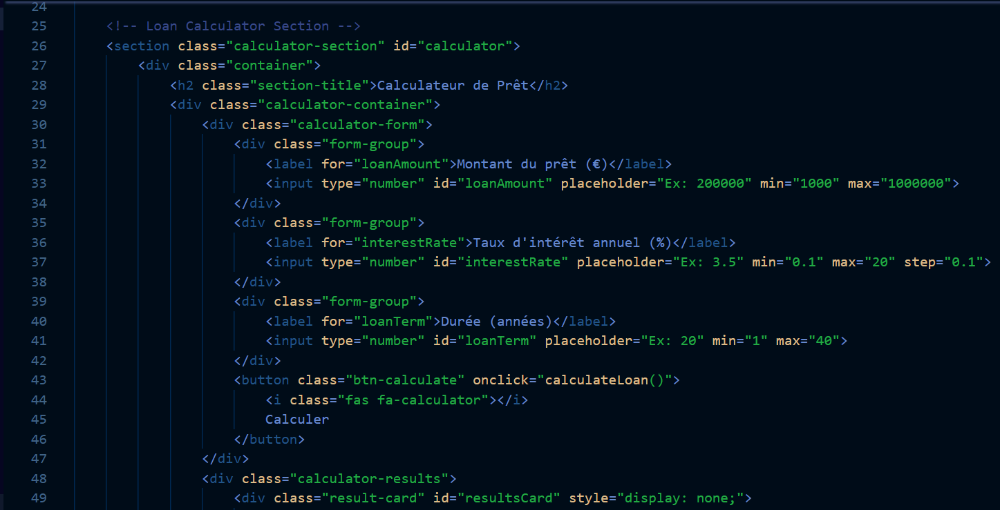 24
25 <!-- Loan Calculator Section -->
26 <section class="calculator-section" id="calculator">
27 <div class="container">
28 <h2 class="section-title">Calculateur de Prêt</h2>
29 <div class="calculator-container">
30 <div class="calculator-form">
31 <div class="form-group">
32 <label for="loanAmount">Montant du prêt (€)</label>
33 <input type="number" id="loanAmount" placeholder="Ex: 200000" min="1000" max="1000000">
34 </div>
35 <div class="form-group">
36 <label for="interestRate">Taux d'intérêt annuel (%)</label>
37 <input type="number" id="interestRate" placeholder="Ex: 3.5" min="0.1" max="20" step="0.1">
38 </div>
39 <div class="form-group">
40 <label for="loanTerm">Durée (années)</label>
41 <input type="number" id="loanTerm" placeholder="Ex: 20" min="1" max="40">
42 </div>
43 <button class="btn-calculate" onclick="calculateLoan()">
44 <i class="fas fa-calculator"></i>
45 Calculer
46 </button>
47 </div>
48 <div class="calculator-results">
49 <div class="result-card" id="resultsCard" style="display: none;">